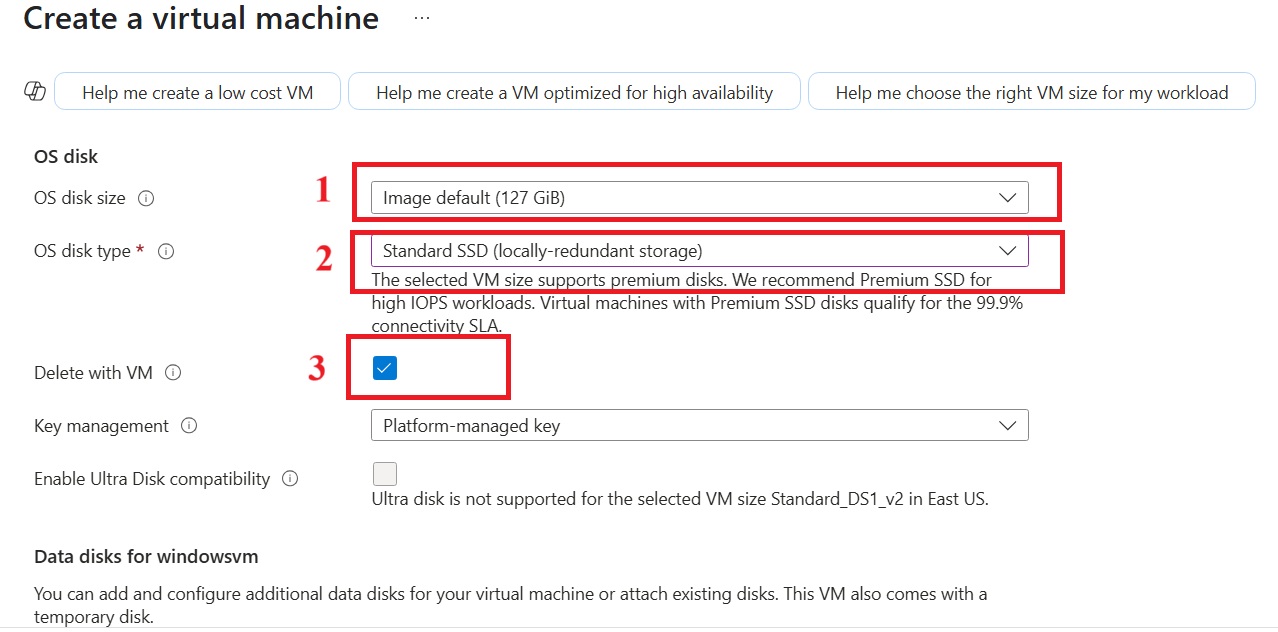 Create a virtual machine ...
Help me create a low cost VM
Help me create a VM optimized for high availability
Help me choose the right VM size for my workload
OS disk
OS disk size
1
Image default (127 GiB)
OS disk type *
2
Standard SSD (locally-redundant storage)
The selected VM size supports premium disks. We recommend Premium SSD for
high IOPS workloads. Virtual machines with Premium SSD disks qualify for the 99.9%
connectivity SLA.
Delete with VM
3
Key management
Platform-managed key
Enable Ultra Disk compatibility
Ultra disk is not supported for the selected VM size Standard_DS1_v2 in East US.
Data disks for windowsvm
You can add and configure additional data disks for your virtual machine or attach existing disks. This VM also comes with a
temporary disk.